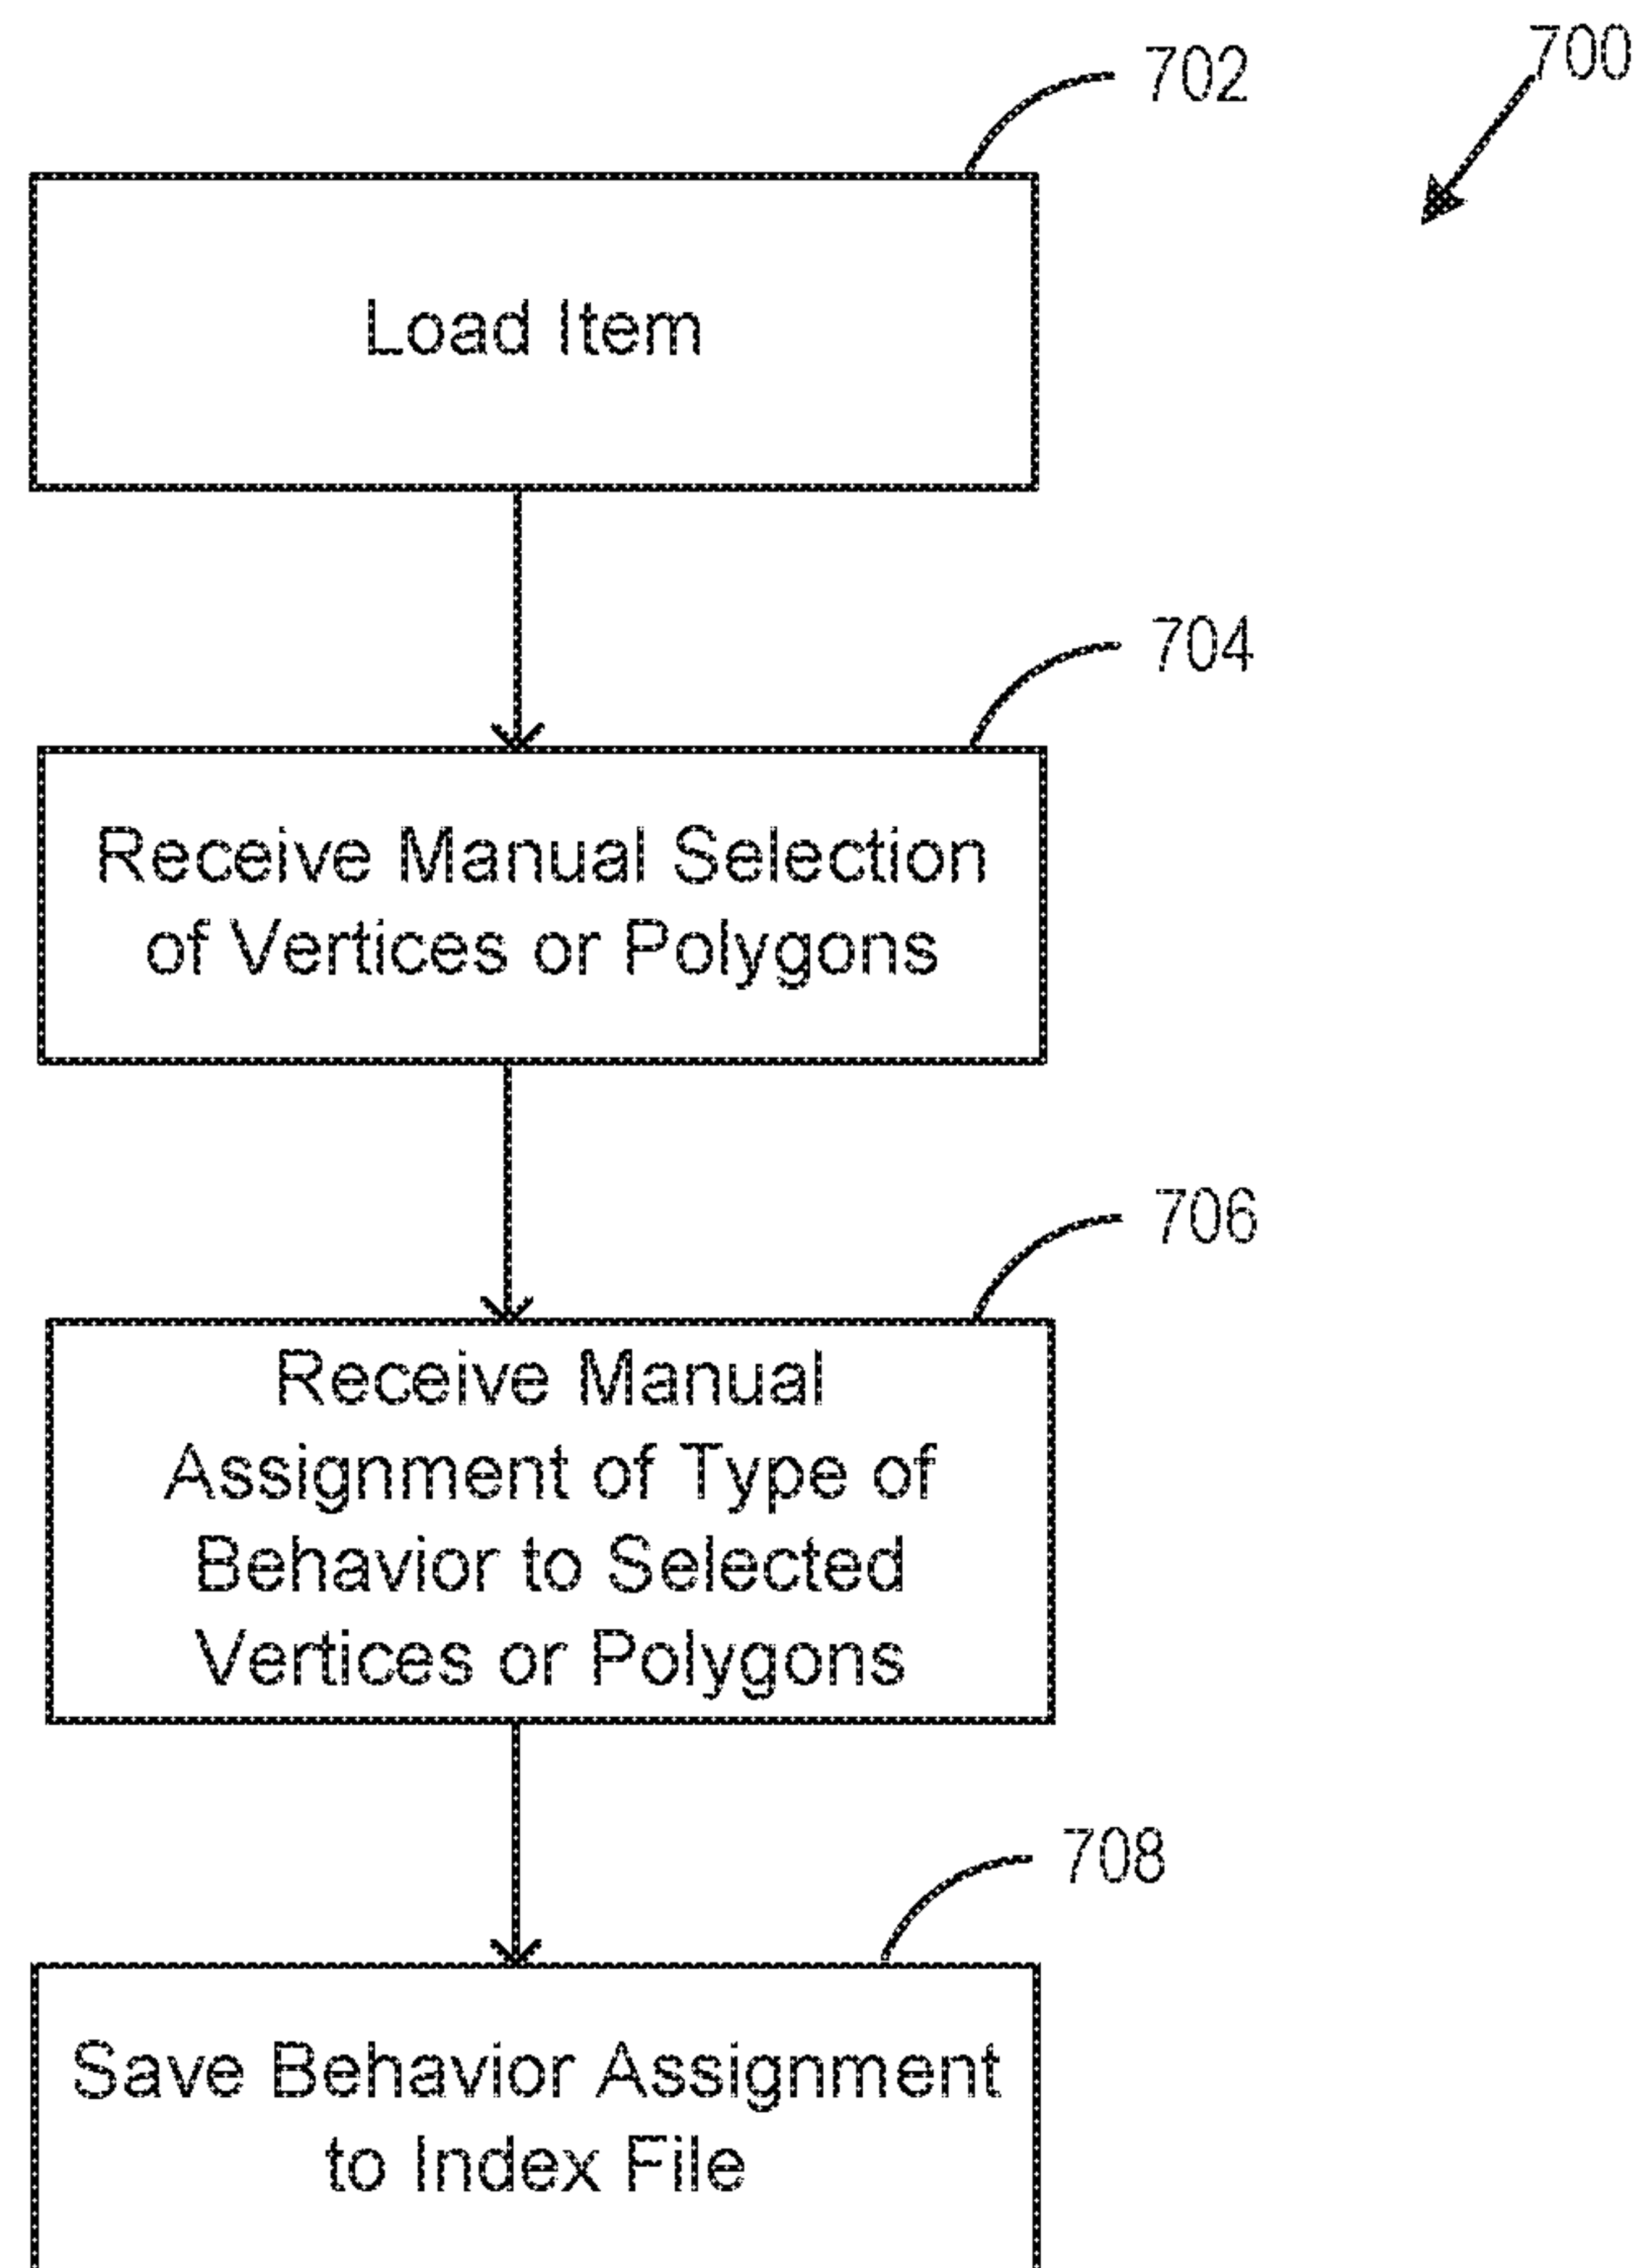 700
702
Load Item
704
Receive Manual Selection
of Vertices or Polygons
706
Receive Manual
Assignment of Type of
Behavior to Selected
Vertices or Polygons
708
Save Behavior Assignment
to Index File